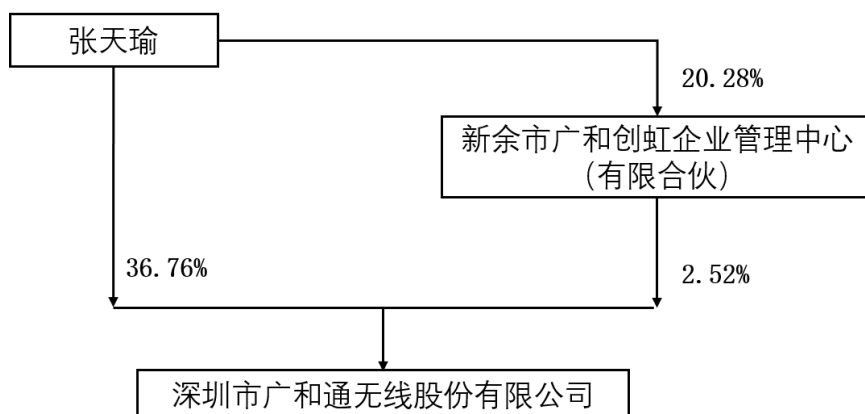 张天瑜
20.28%
新余市广和创虹企业管理中心
(有限合伙)
36.76%
2.52%
深圳市广和通无线股份有限公司